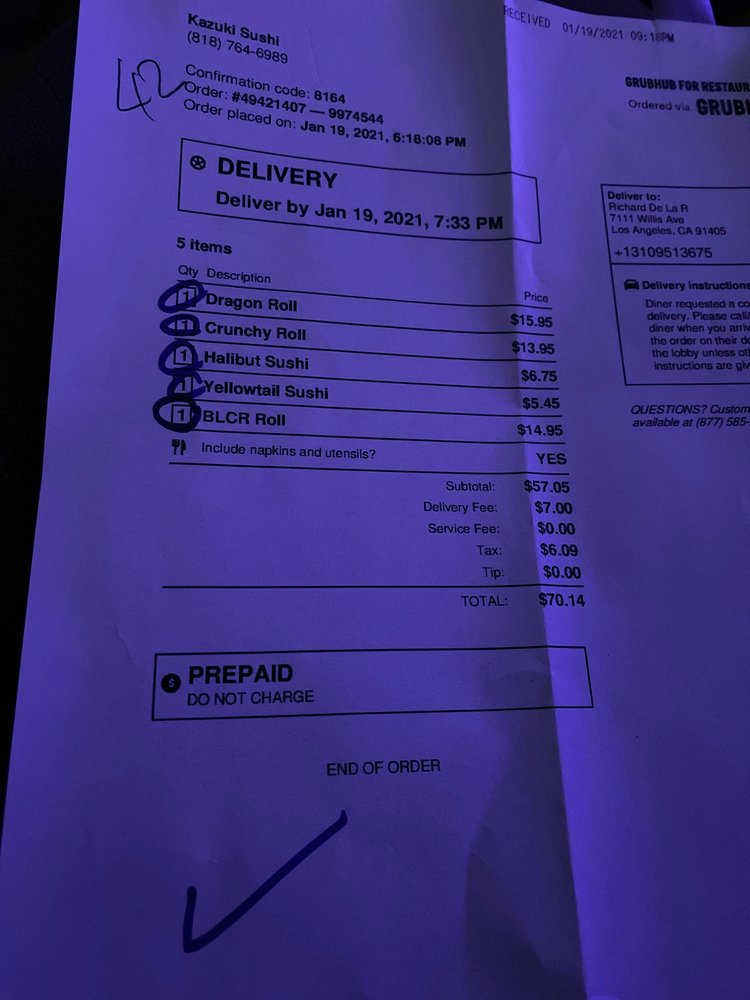 RECEIVED 01/19/2021 09:18PM
Kazuki Sushi
(818) 764-6989
42
Confirmation code: 8164
Order: #49421407 — 9974544
Order placed on: Jan 19, 2021, 6:18:08 PM
GRUBHUB FOR RESTAUR
Ordered via GRUB
DELIVERY
Deliver by Jan 19, 2021, 7:33 PM
Deliver to:
Richard De La R
7111 Willis Ave
Los Angeles, CA 91405
+13109513675
Delivery instructions
Diner requested a co
delivery. Please call/
diner when you arriv
the order on their do
the lobby unless oth
instructions are giv
QUESTIONS? Custom
available at (877) 585-
5 items
Qty Description Price
1 Dragon Roll $15.95
1 Crunchy Roll $13.95
1 Halibut Sushi $6.75
1 Yellowtail Sushi $5.45
1 BLCR Roll $14.95
Include napkins and utensils? YES
Subtotal: $57.05
Delivery Fee: $7.00
Service Fee: $0.00
Tax: $6.09
Tip: $0.00
TOTAL: $70.14
$ PREPAID
DO NOT CHARGE
END OF ORDER